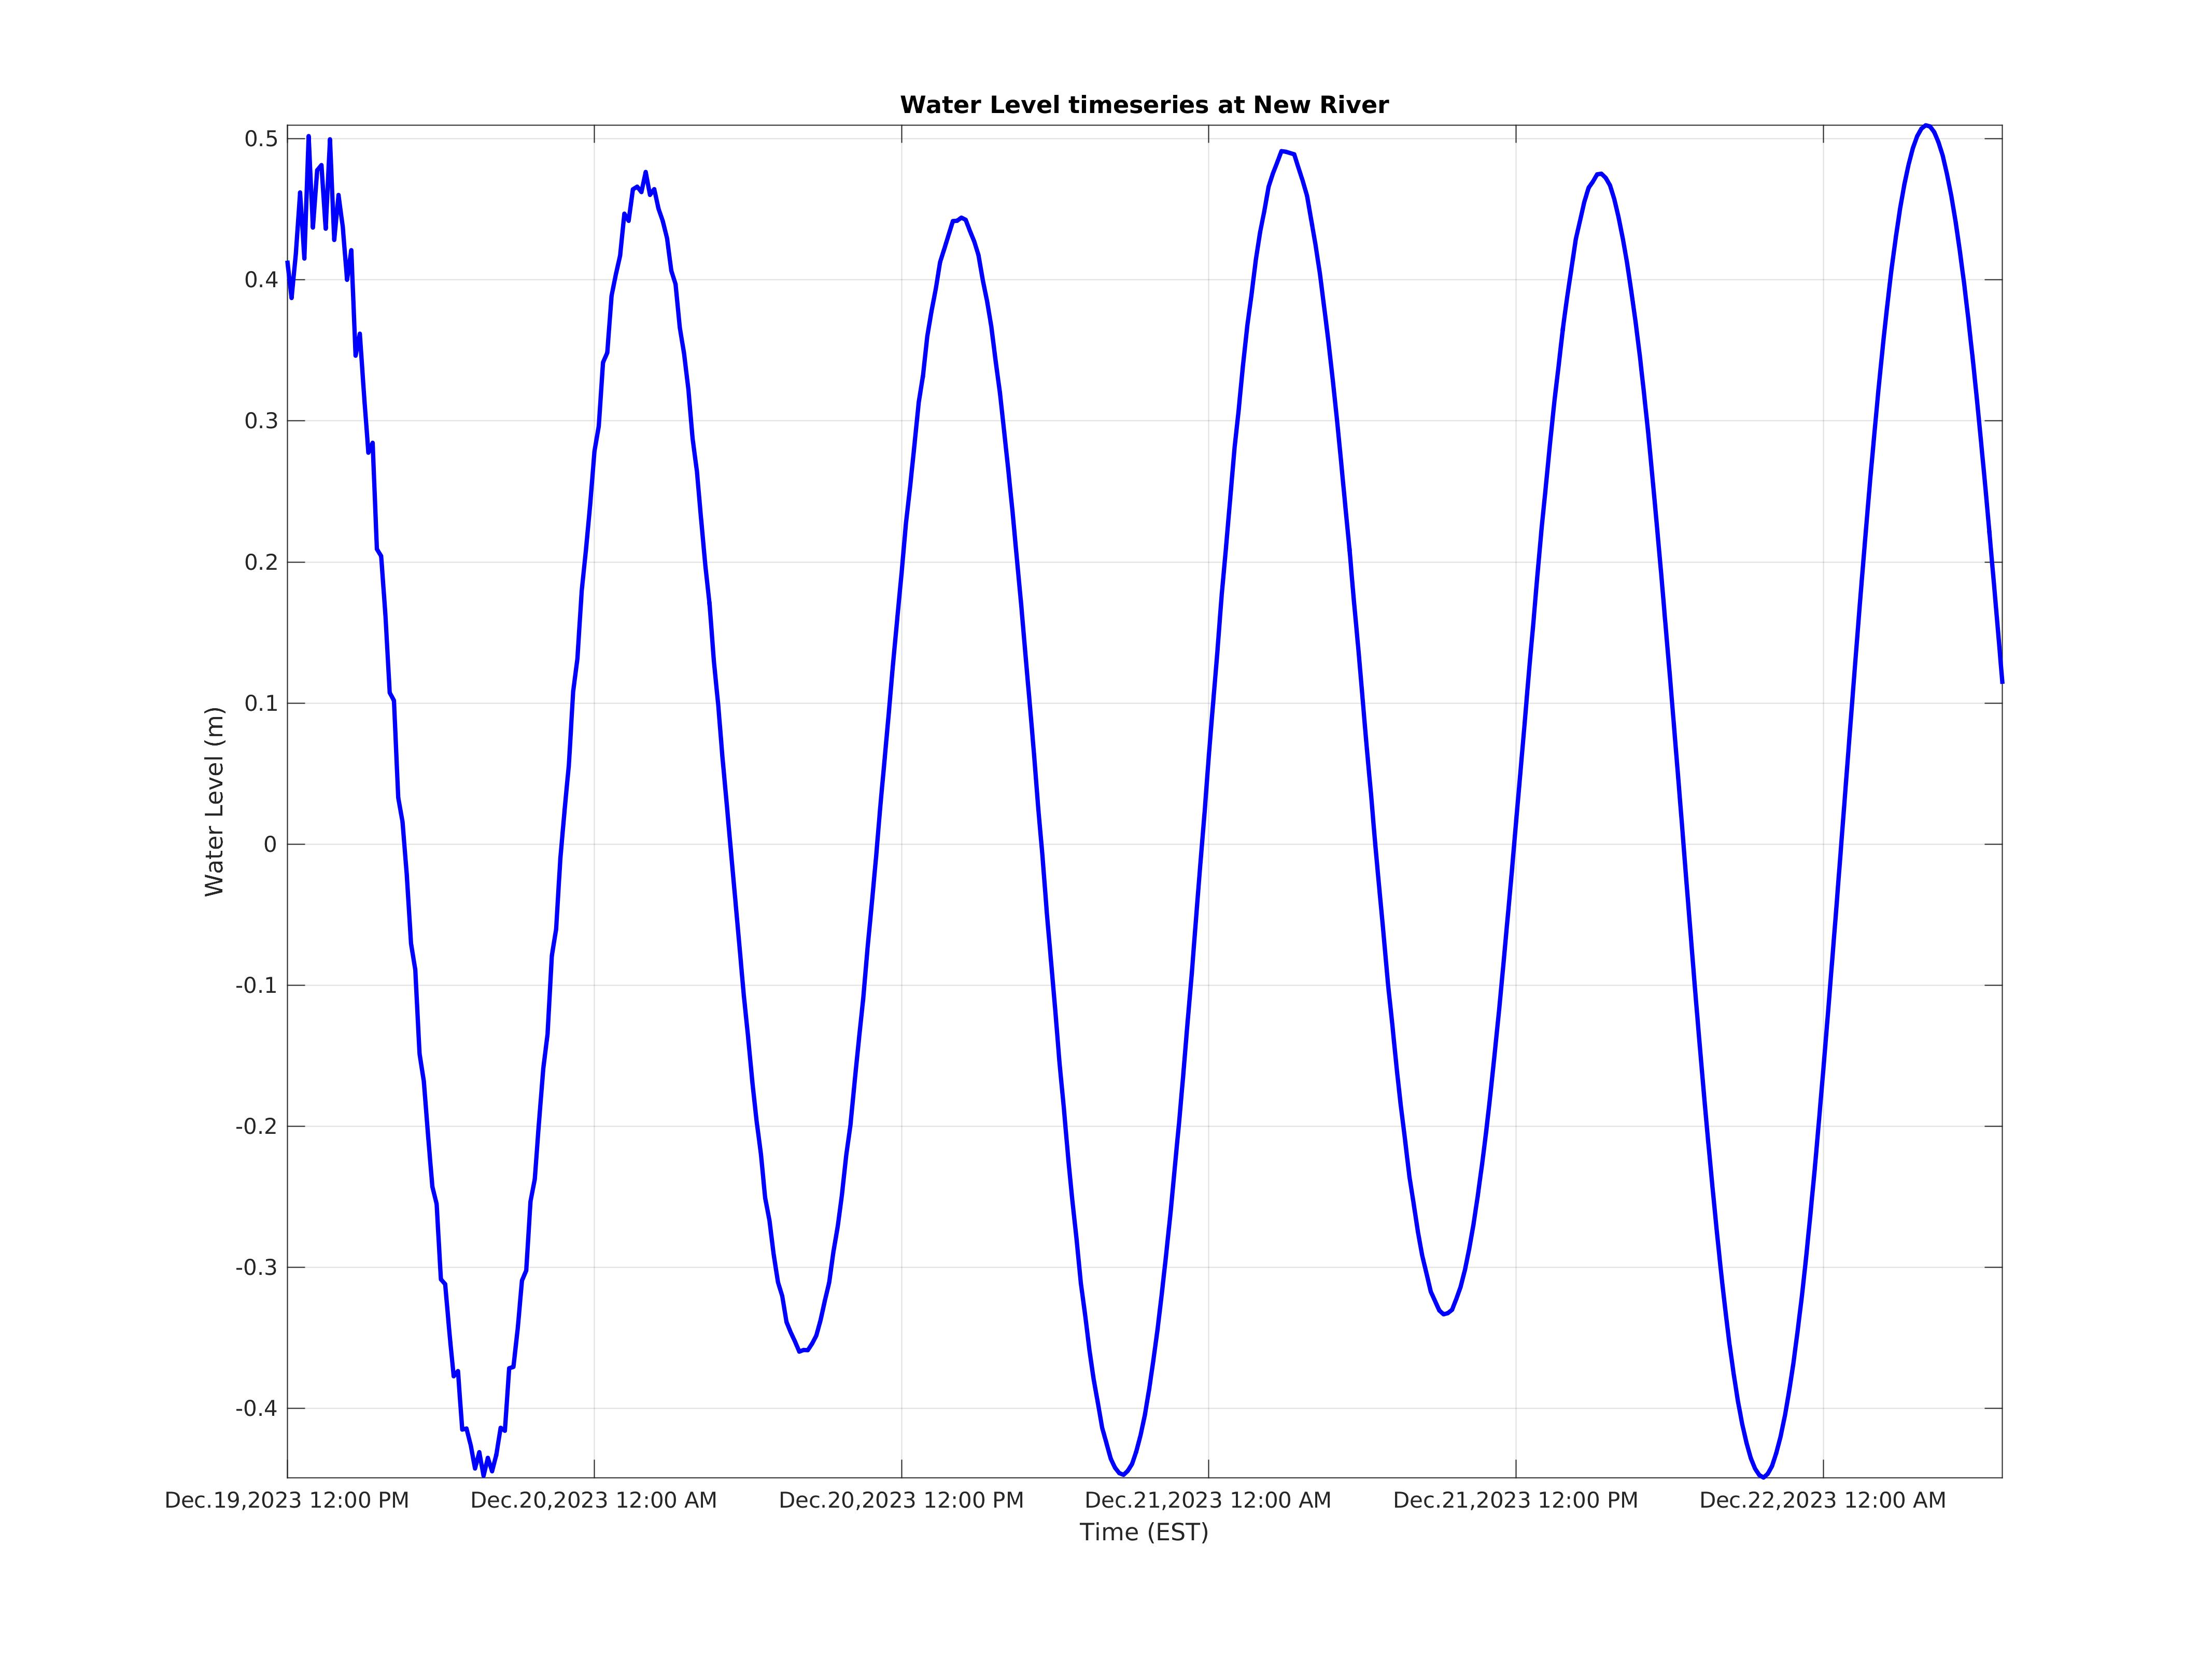 Water Level timeseries at New River
0.5
0.4
0.3
0.2
0.1
0
-0.1
-0.2
-0.3
-0.4
Water Level (m)
Dec.19,2023 12:00 PM
Dec.20,2023 12:00 AM
Dec.20,2023 12:00 PM
Dec.21,2023 12:00 AM
Dec.21,2023 12:00 PM
Dec.22,2023 12:00 AM
Time (EST)